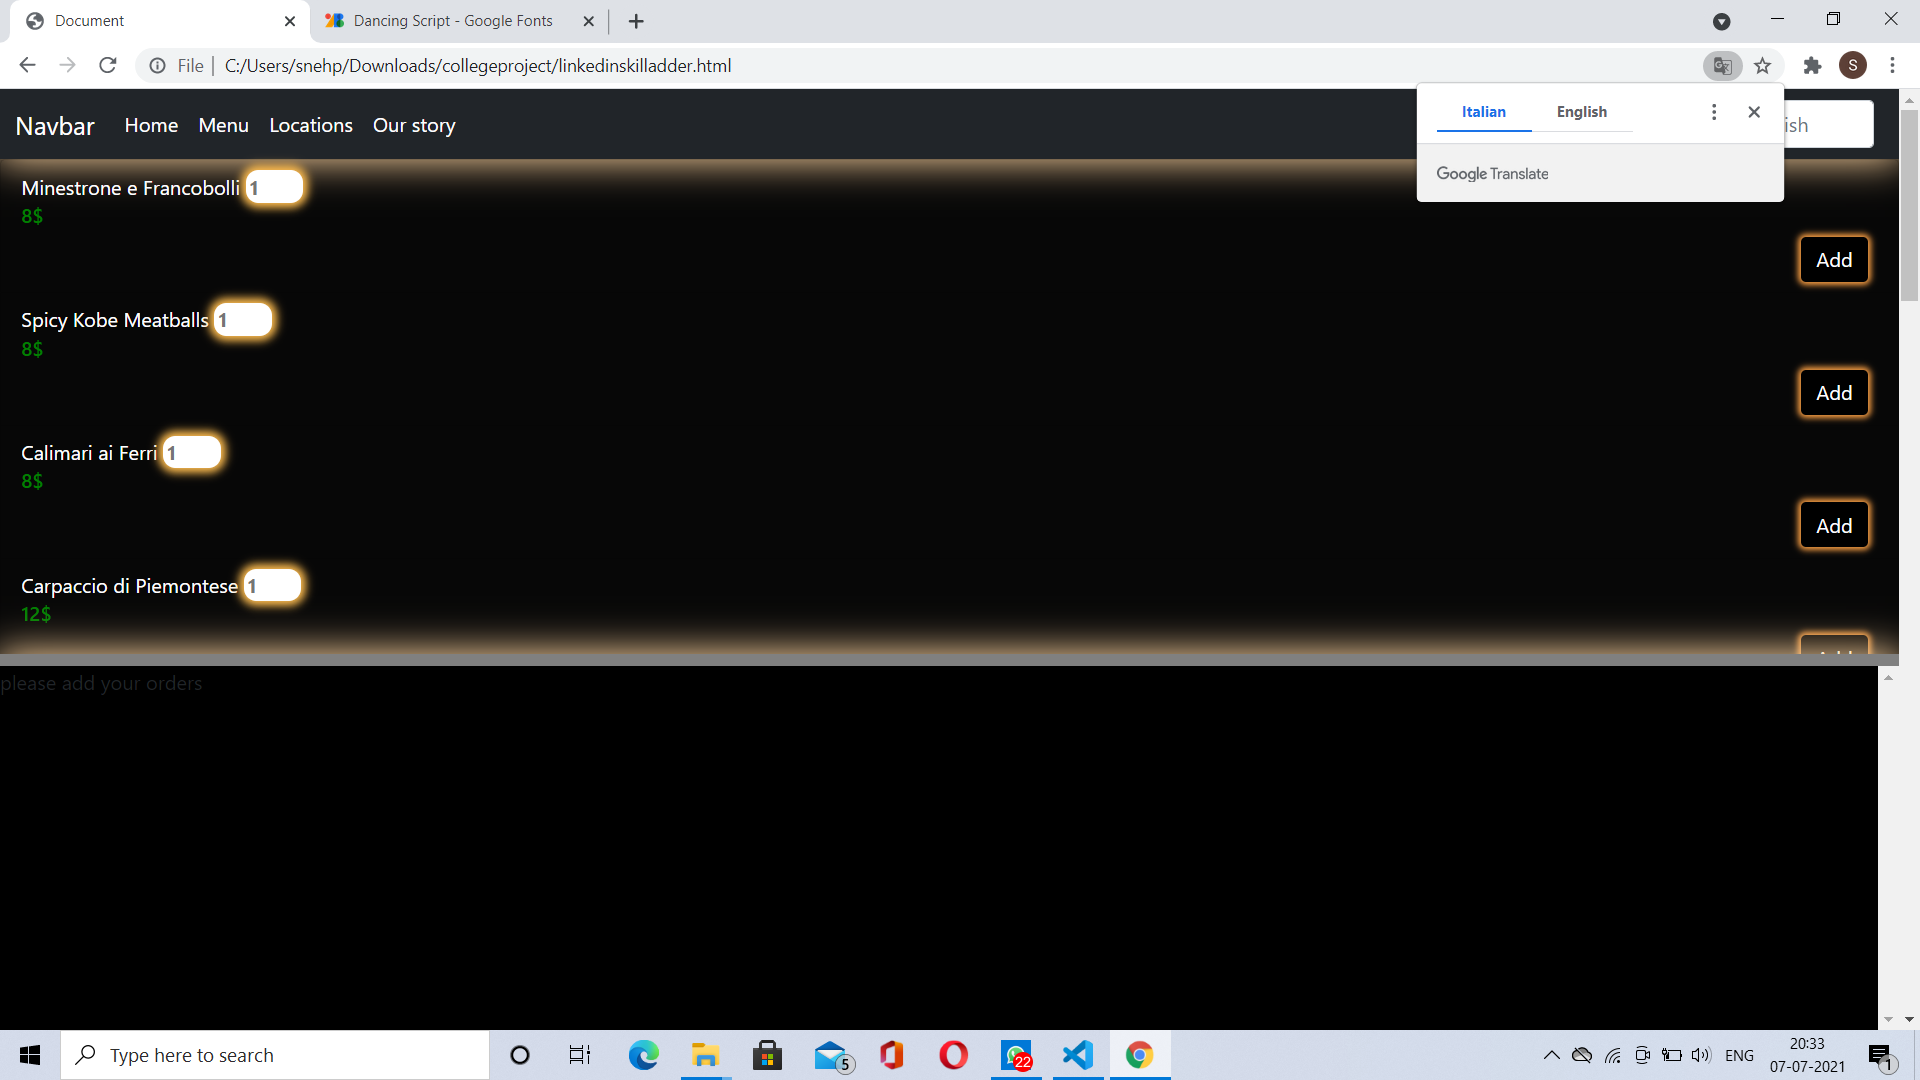 Document
Dancing Script - Google Fonts
File
C:/Users/snehp/Downloads/collegeproject/linkedinskilladder.html
S
Navbar
Home
Menu
Locations
Our story
Italian
English
Google Translate
ish
Minestrone e Francobolli 1
8$
Add
Spicy Kobe Meatballs 1
8$
Add
Calimari ai Ferri 1
8$
Add
Carpaccio di Piemontese 1
12$
please add your orders
Type here to search
5
22
ENG
20:33
07-07-2021
1